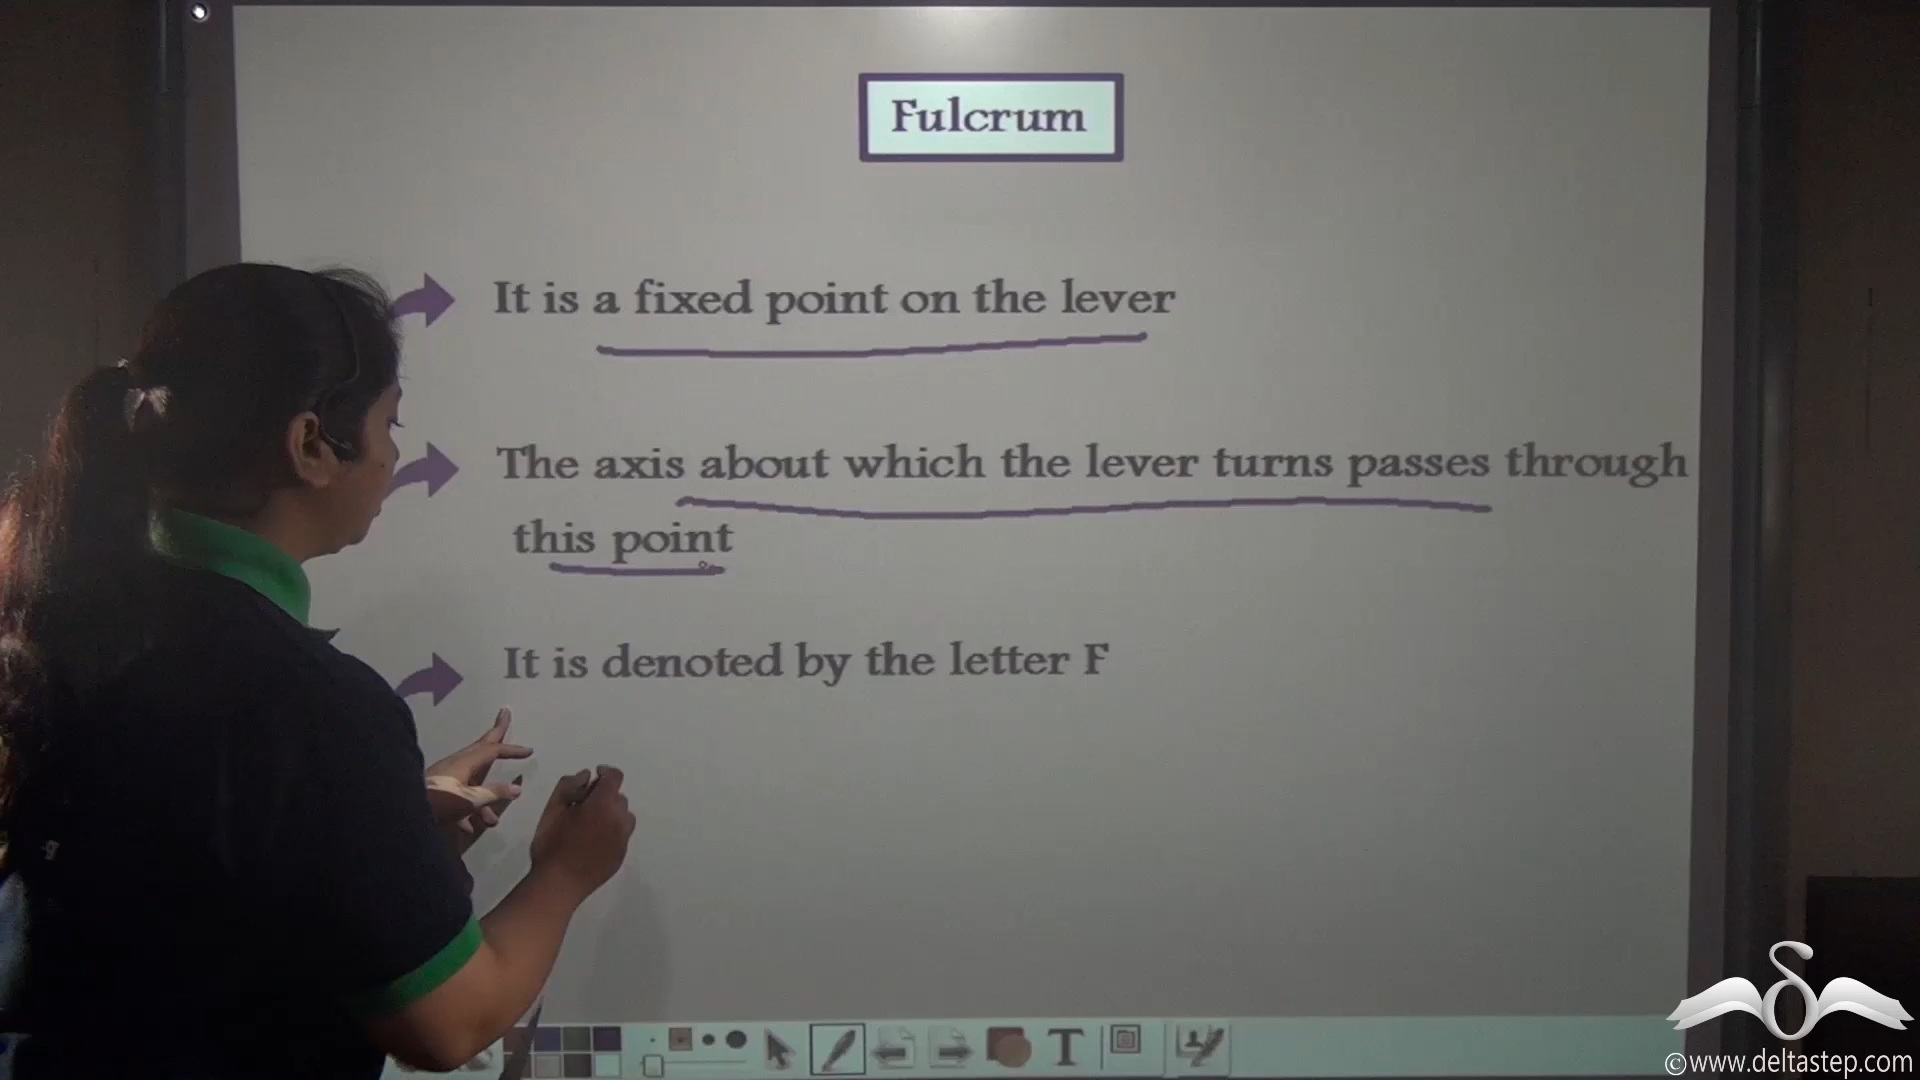 Fulcrum
It is a fixed point on the lever
The axis about which the lever turns passes through
this point
It is denoted by the letter F
T
©www.deltastep.com